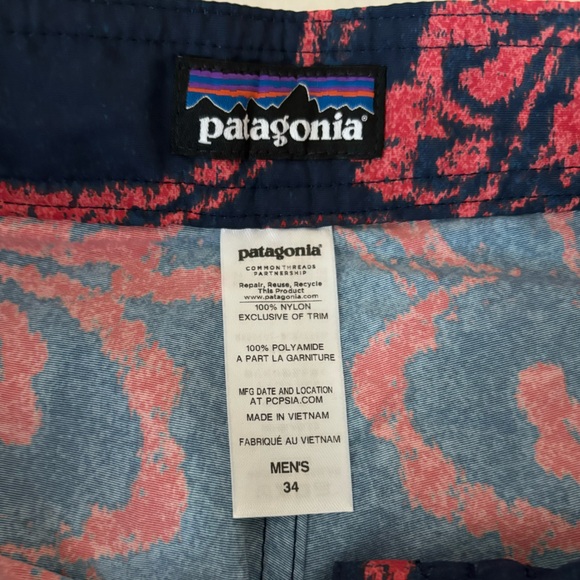 patagonia®
patagonia®
COMMON THREADS
PARTNERSHIP
Repair, Reuse, Recycle
This Product
www.patagonia.com
100% NYLON
EXCLUSIVE OF TRIM
100% POLYAMIDE
A PART LA GARNITURE
MFG DATE AND LOCATION
AT PCPSIA.COM
MADE IN VIETNAM
FABRIQUÉ AU VIETNAM
MEN'S
34